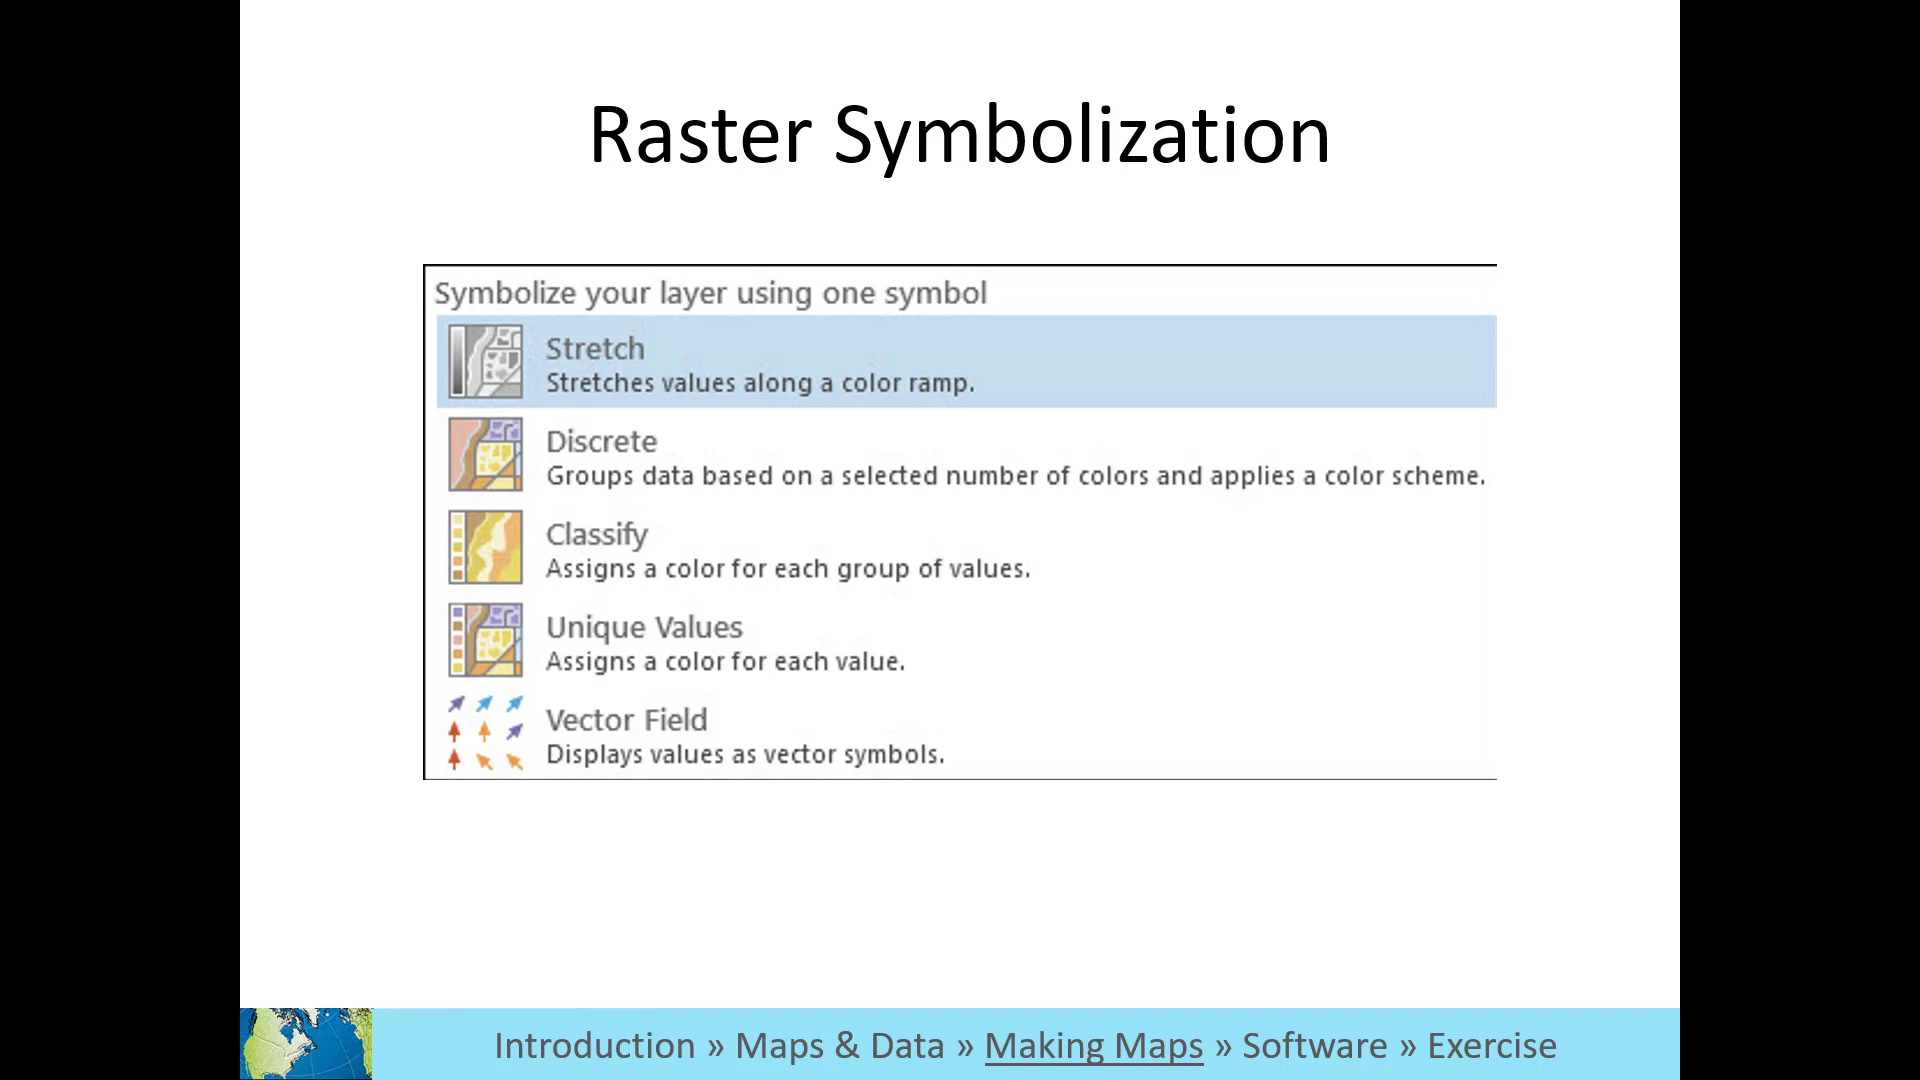 Raster Symbolization
Symbolize your layer using one symbol
Stretch
Stretches values along a color ramp.
Discrete
Groups data based on a selected number of colors and applies a color scheme.
Classify
Assigns a color for each group of values.
Unique Values
Assigns a color for each value.
Vector Field
Displays values as vector symbols.
Introduction » Maps & Data » Making Maps » Software » Exercise